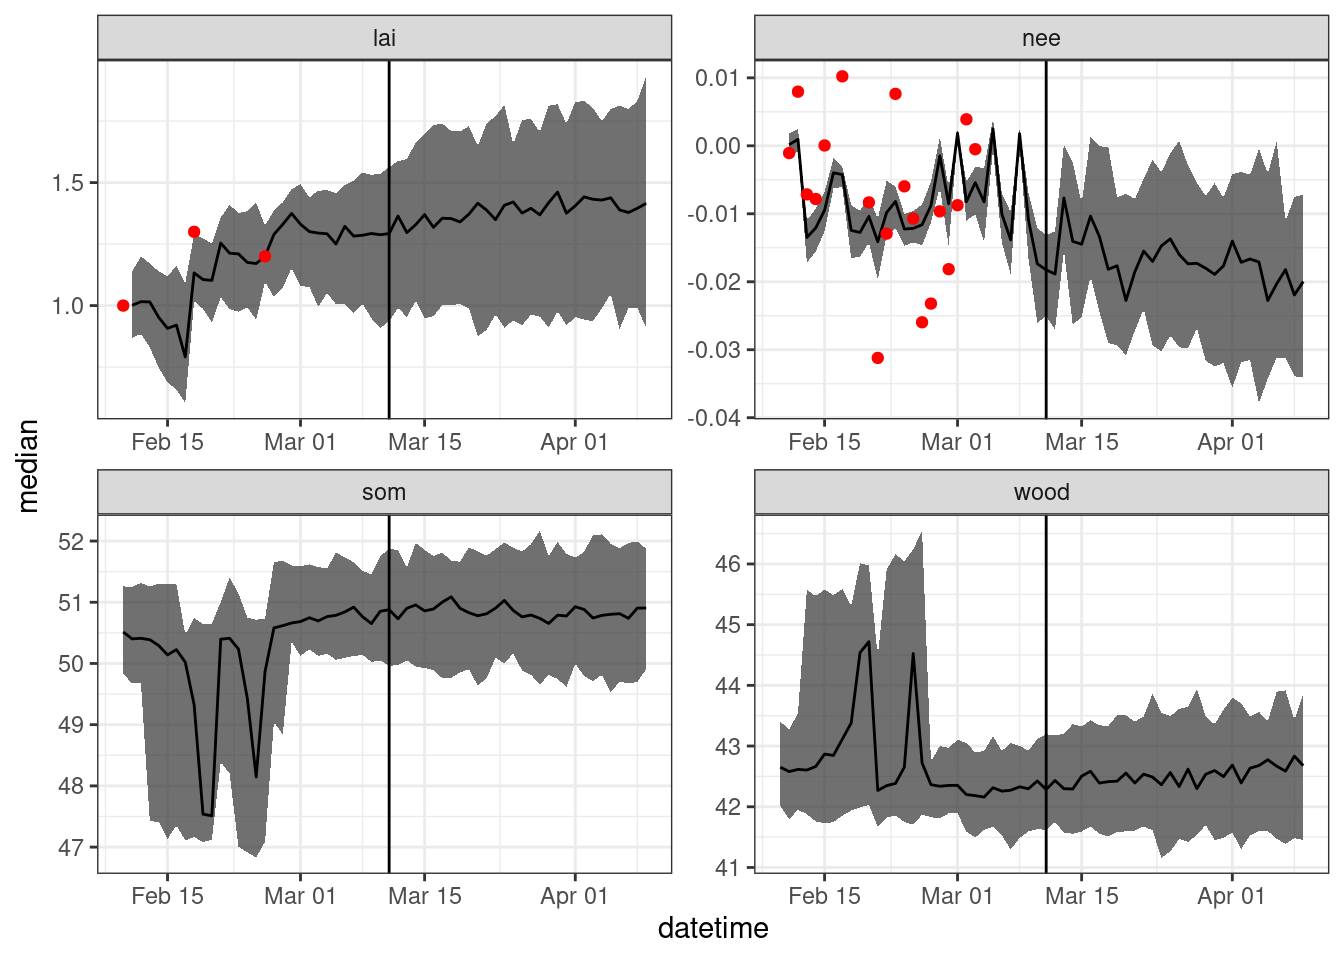 lai
nee
1.5
1.0
0.01
0.00
-0.01
-0.02
-0.03
-0.04
Feb 15 Mar 01 Mar 15 Apr 01
Feb 15 Mar 01 Mar 15 Apr 01
median
som
wood
52
51
50
49
48
47
46
45
44
43
42
41
Feb 15 Mar 01 Mar 15 Apr 01
Feb 15 Mar 01 Mar 15 Apr 01
datetime